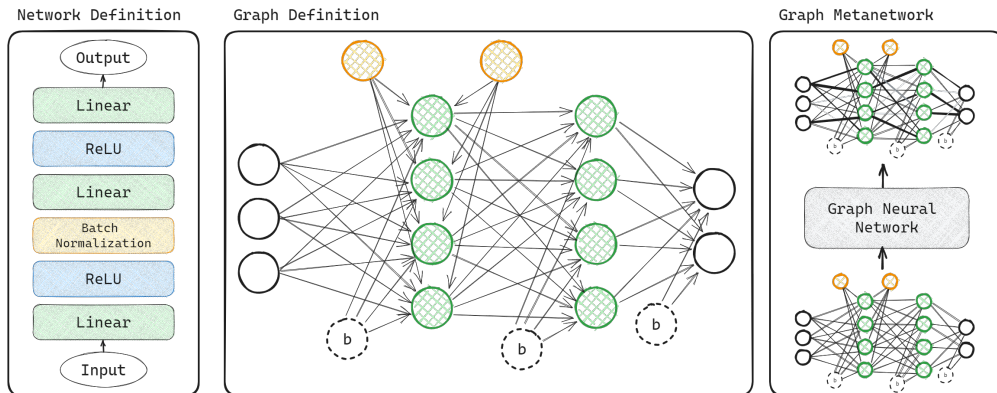 Network Definition
Output
Linear
ReLU
Linear
Batch
Normalization
ReLU
Linear
Input
Graph Definition
b
b
b
Graph Metanetwork
b
b
b
Graph Neural
Network
b
b
b